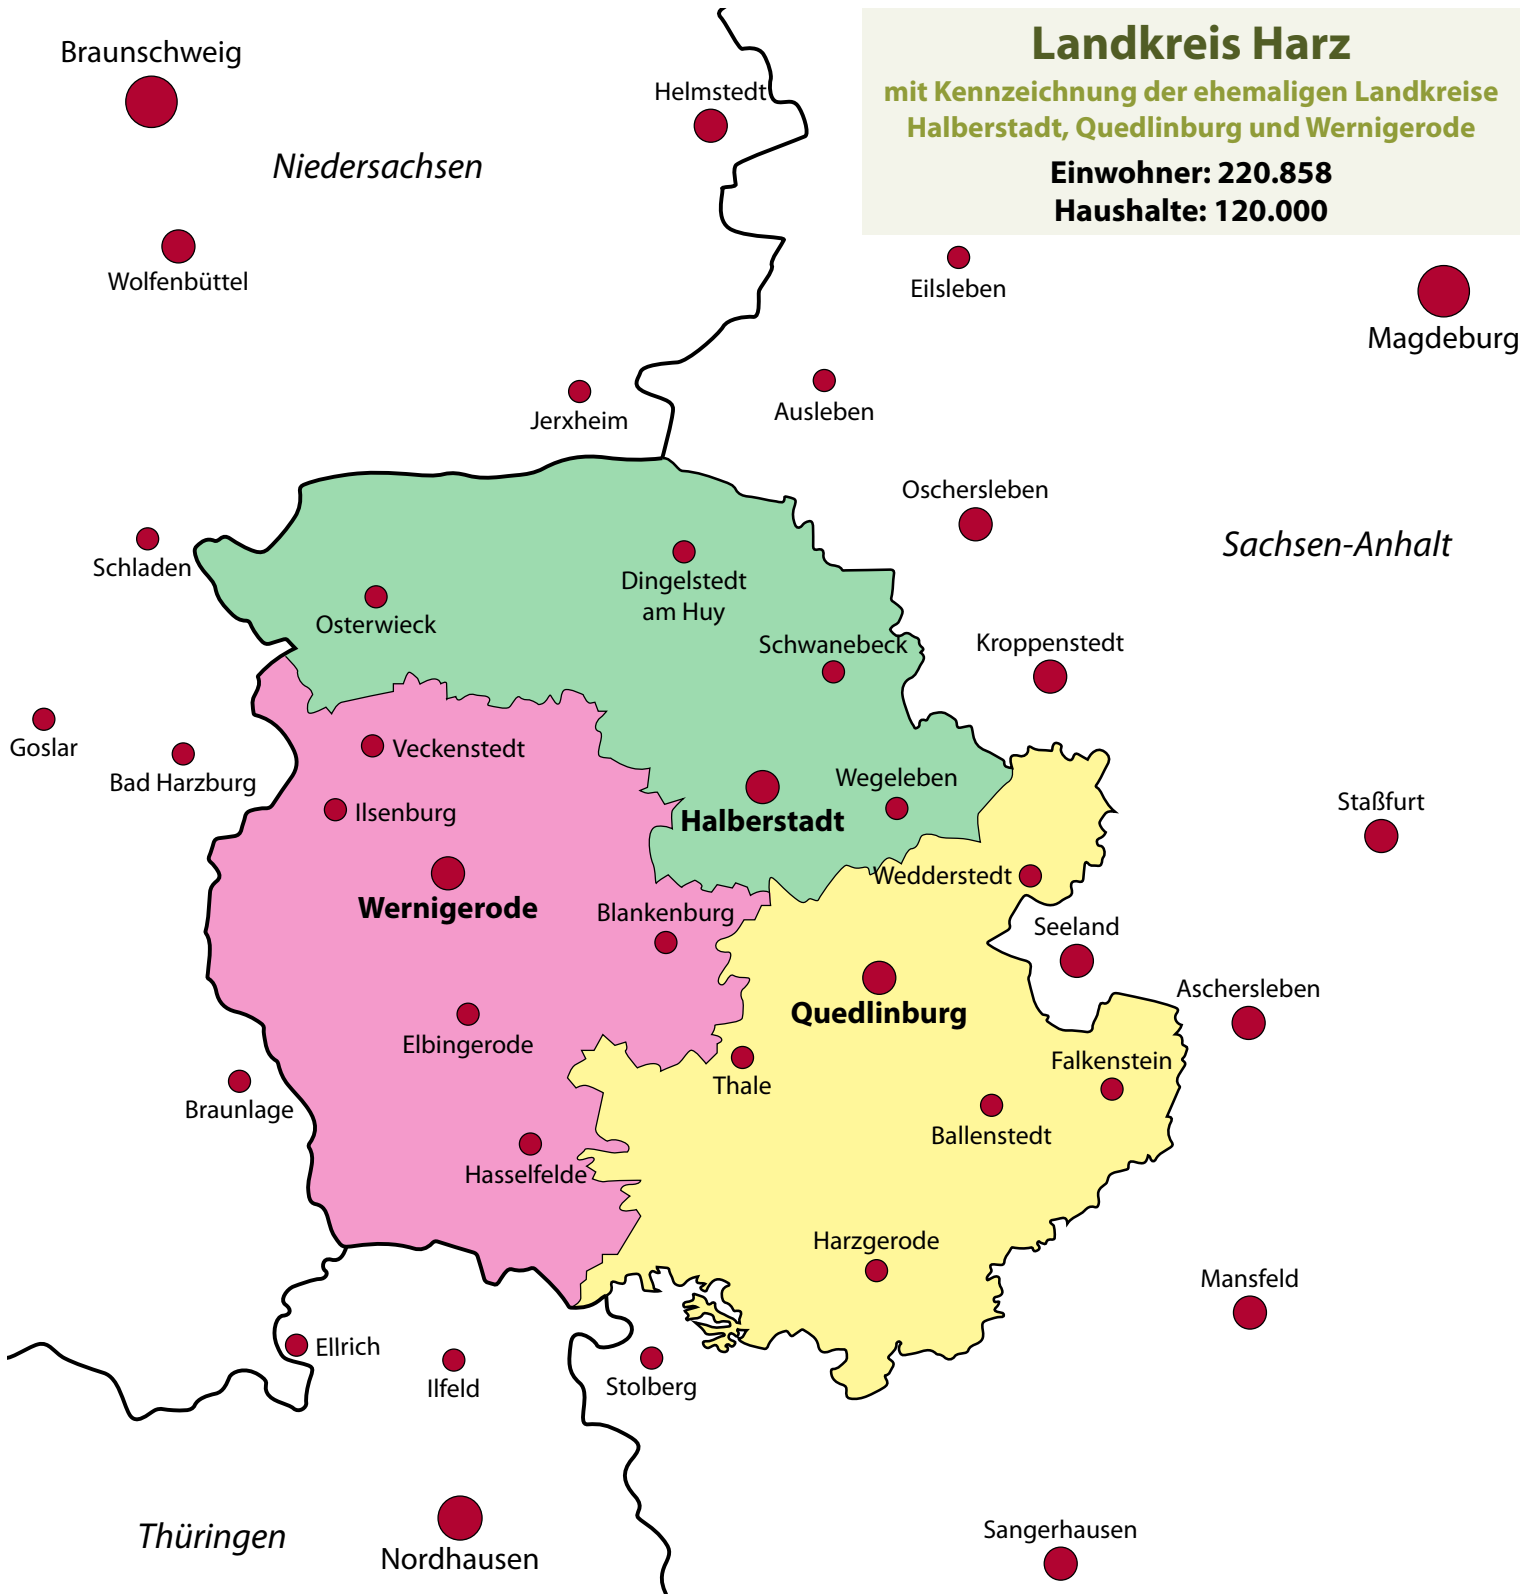 Landkreis Harz
mit Kennzeichnung der ehemaligen Landkreise
Halberstadt, Quedlinburg und Wernigerode
Einwohner: 220.858
Haushalte: 120.000
Braunschweig
Helmstedt
Niedersachsen
Wolfenbüttel
Eilsleben
Magdeburg
Jerxheim
Ausleben
Oschersleben
Sachsen-Anhalt
Schladen
Dingelstedt
am Huy
Osterwieck
Schwanebeck
Kroppenstedt
Goslar
Bad Harzburg
Veckenstedt
Wegeleben
Ilsenburg
Halberstadt
Staßfurt
Wedderstedt
Wernigerode
Blankenburg
Seeland
Quedlinburg
Aschersleben
Elbingerode
Falkenstein
Thale
Braunlage
Ballenstedt
Hasselfelde
Harzgerode
Mansfeld
Ellrich
Ilfeld
Stolberg
Thüringen
Nordhausen
Sangerhausen